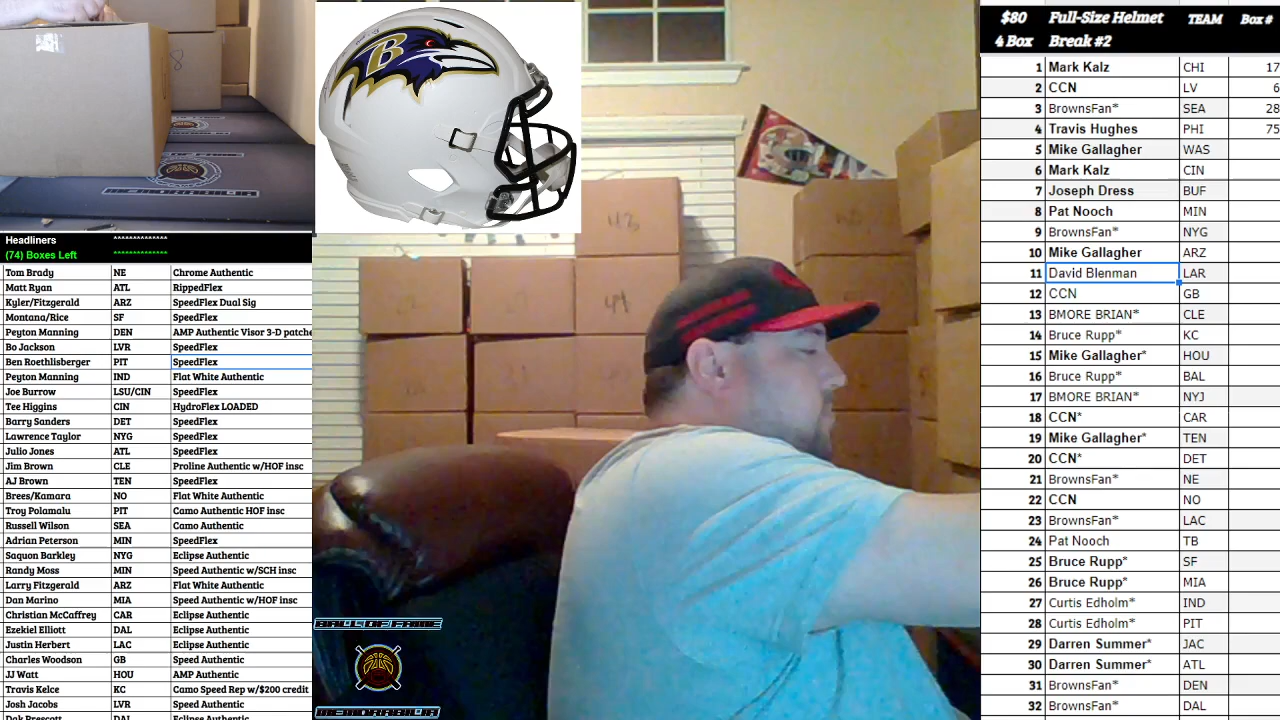 Headliners **************
(74) Boxes Left **************
Tom Brady NE Chrome Authentic
Matt Ryan ATL RippedFlex
Kyler/Fitzgerald ARZ SpeedFlex Dual Sig
Montana/Rice SF SpeedFlex
Peyton Manning DEN AMP Authentic Visor 3-D patche
Bo Jackson LVR SpeedFlex
Ben Roethlisberger PIT SpeedFlex
Peyton Manning IND Flat White Authentic
Joe Burrow LSU/CIN SpeedFlex
Tee Higgins CIN HydroFlex LOADED
Barry Sanders DET SpeedFlex
Lawrence Taylor NYG SpeedFlex
Julio Jones ATL SpeedFlex
Jim Brown CLE Proline Authentic w/HOF insc
AJ Brown TEN SpeedFlex
Brees/Kamara NO Flat White Authentic
Troy Polamalu PIT Camo Authentic HOF insc
Russell Wilson SEA Camo Authentic
Adrian Peterson MIN SpeedFlex
Saquon Barkley NYG Eclipse Authentic
Randy Moss MIN Speed Authentic w/SCH insc
Larry Fitzgerald ARZ Flat White Authentic
Dan Marino MIA Speed Authentic w/HOF insc
Christian McCaffrey CAR Eclipse Authentic
Ezekiel Elliott DAL Eclipse Authentic
Justin Herbert LAC Eclipse Authentic
Charles Woodson GB Speed Authentic
JJ Watt HOU AMP Authentic
Travis Kelce KC Camo Speed Rep w/$200 credit
Josh Jacobs LVR Speed Authentic
Dak Prescott DAL Eclipse Authentic
B
43
44
8
BALL OF FAME
MEMORABILIA
MEMORABILIA
$80 Full-Size Helmet TEAM Box #
4 Box Break #2
1 Mark Kalz CHI 17
2 CCN LV 6
3 BrownsFan* SEA 28
4 Travis Hughes PHI 75
5 Mike Gallagher WAS
6 Mark Kalz CIN
7 Joseph Dress BUF
8 Pat Nooch MIN
9 BrownsFan* NYG
10 Mike Gallagher ARZ
11 David Blenman LAR
12 CCN GB
13 BMORE BRIAN* CLE
14 Bruce Rupp* KC
15 Mike Gallagher* HOU
16 Bruce Rupp* BAL
17 BMORE BRIAN* NYJ
18 CCN* CAR
19 Mike Gallagher* TEN
20 CCN* DET
21 BrownsFan* NE
22 CCN NO
23 BrownsFan* LAC
24 Pat Nooch TB
25 Bruce Rupp* SF
26 Bruce Rupp* MIA
27 Curtis Edholm* IND
28 Curtis Edholm* PIT
29 Darren Summer* JAC
30 Darren Summer* ATL
31 BrownsFan* DEN
32 BrownsFan* DAL